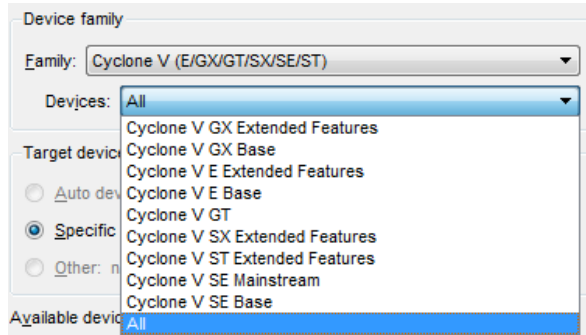 Device family
Family: Cyclone V (E/GX/GT/SX/SE/ST)
Devices: All
Cyclone V GX Extended Features
Cyclone V GX Base
Target device
Cyclone V E Extended Features
Auto dev
Cyclone V E Base
Cyclone V GT
Specific
Cyclone V SX Extended Features
Cyclone V ST Extended Features
Other: n
Cyclone V SE Mainstream
Cyclone V SE Base
Available devic
All